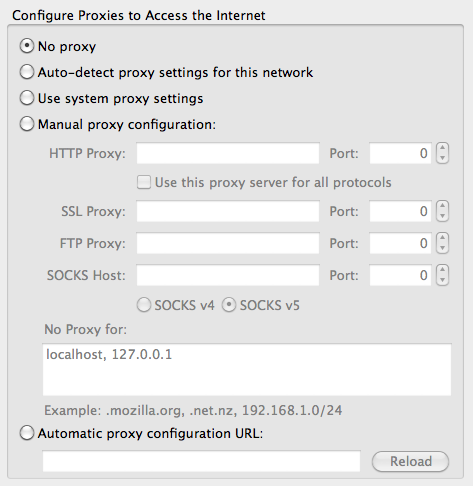 Configure Proxies to Access the Internet
No proxy
Auto-detect proxy settings for this network
Use system proxy settings
Manual proxy configuration:
HTTP Proxy: Port: 0
Use this proxy server for all protocols
SSL Proxy: Port: 0
FTP Proxy: Port: 0
SOCKS Host: Port: 0
SOCKS v4 SOCKS v5
No Proxy for:
localhost, 127.0.0.1
Example: .mozilla.org, .net.nz, 192.168.1.0/24
Automatic proxy configuration URL:
Reload